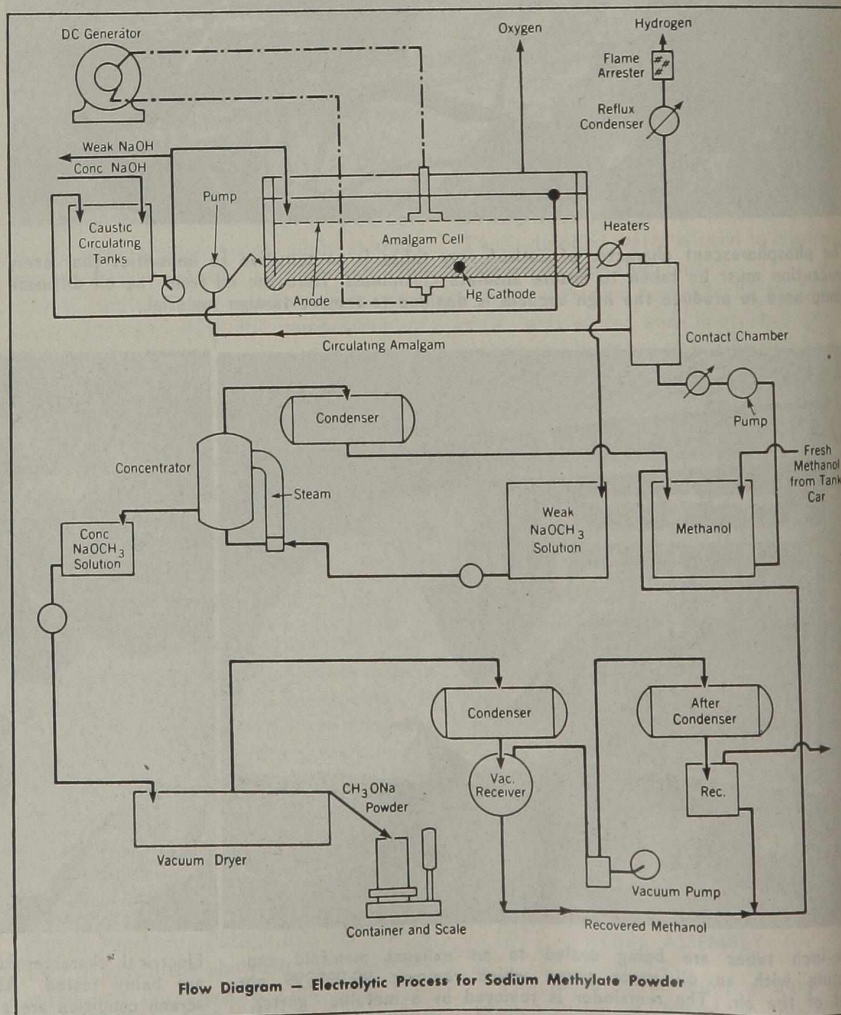 DC Generator
Oxygen
Hydrogen
Flame
Arrester
Reflux
Condenser
Weak NaOH
Conc NaOH
Pump
Caustic
Circulating
Tanks
Amalgam Cell
Heaters
Anode
Hg Cathode
Circulating Amalgam
Contact Chamber
Pump
Condenser
Concentrator
Steam
Fresh
Methanol
from Tank
Car
Conc
NaOCH3
Solution
Weak
NaOCH3
Solution
Methanol
Condenser
After
Condenser
CH3ONa
Powder
Vac.
Receiver
Rec.
Vacuum Dryer
Vacuum Pump
Container and Scale
Recovered Methanol
Flow Diagram — Electrolytic Process for Sodium Methylate Powder